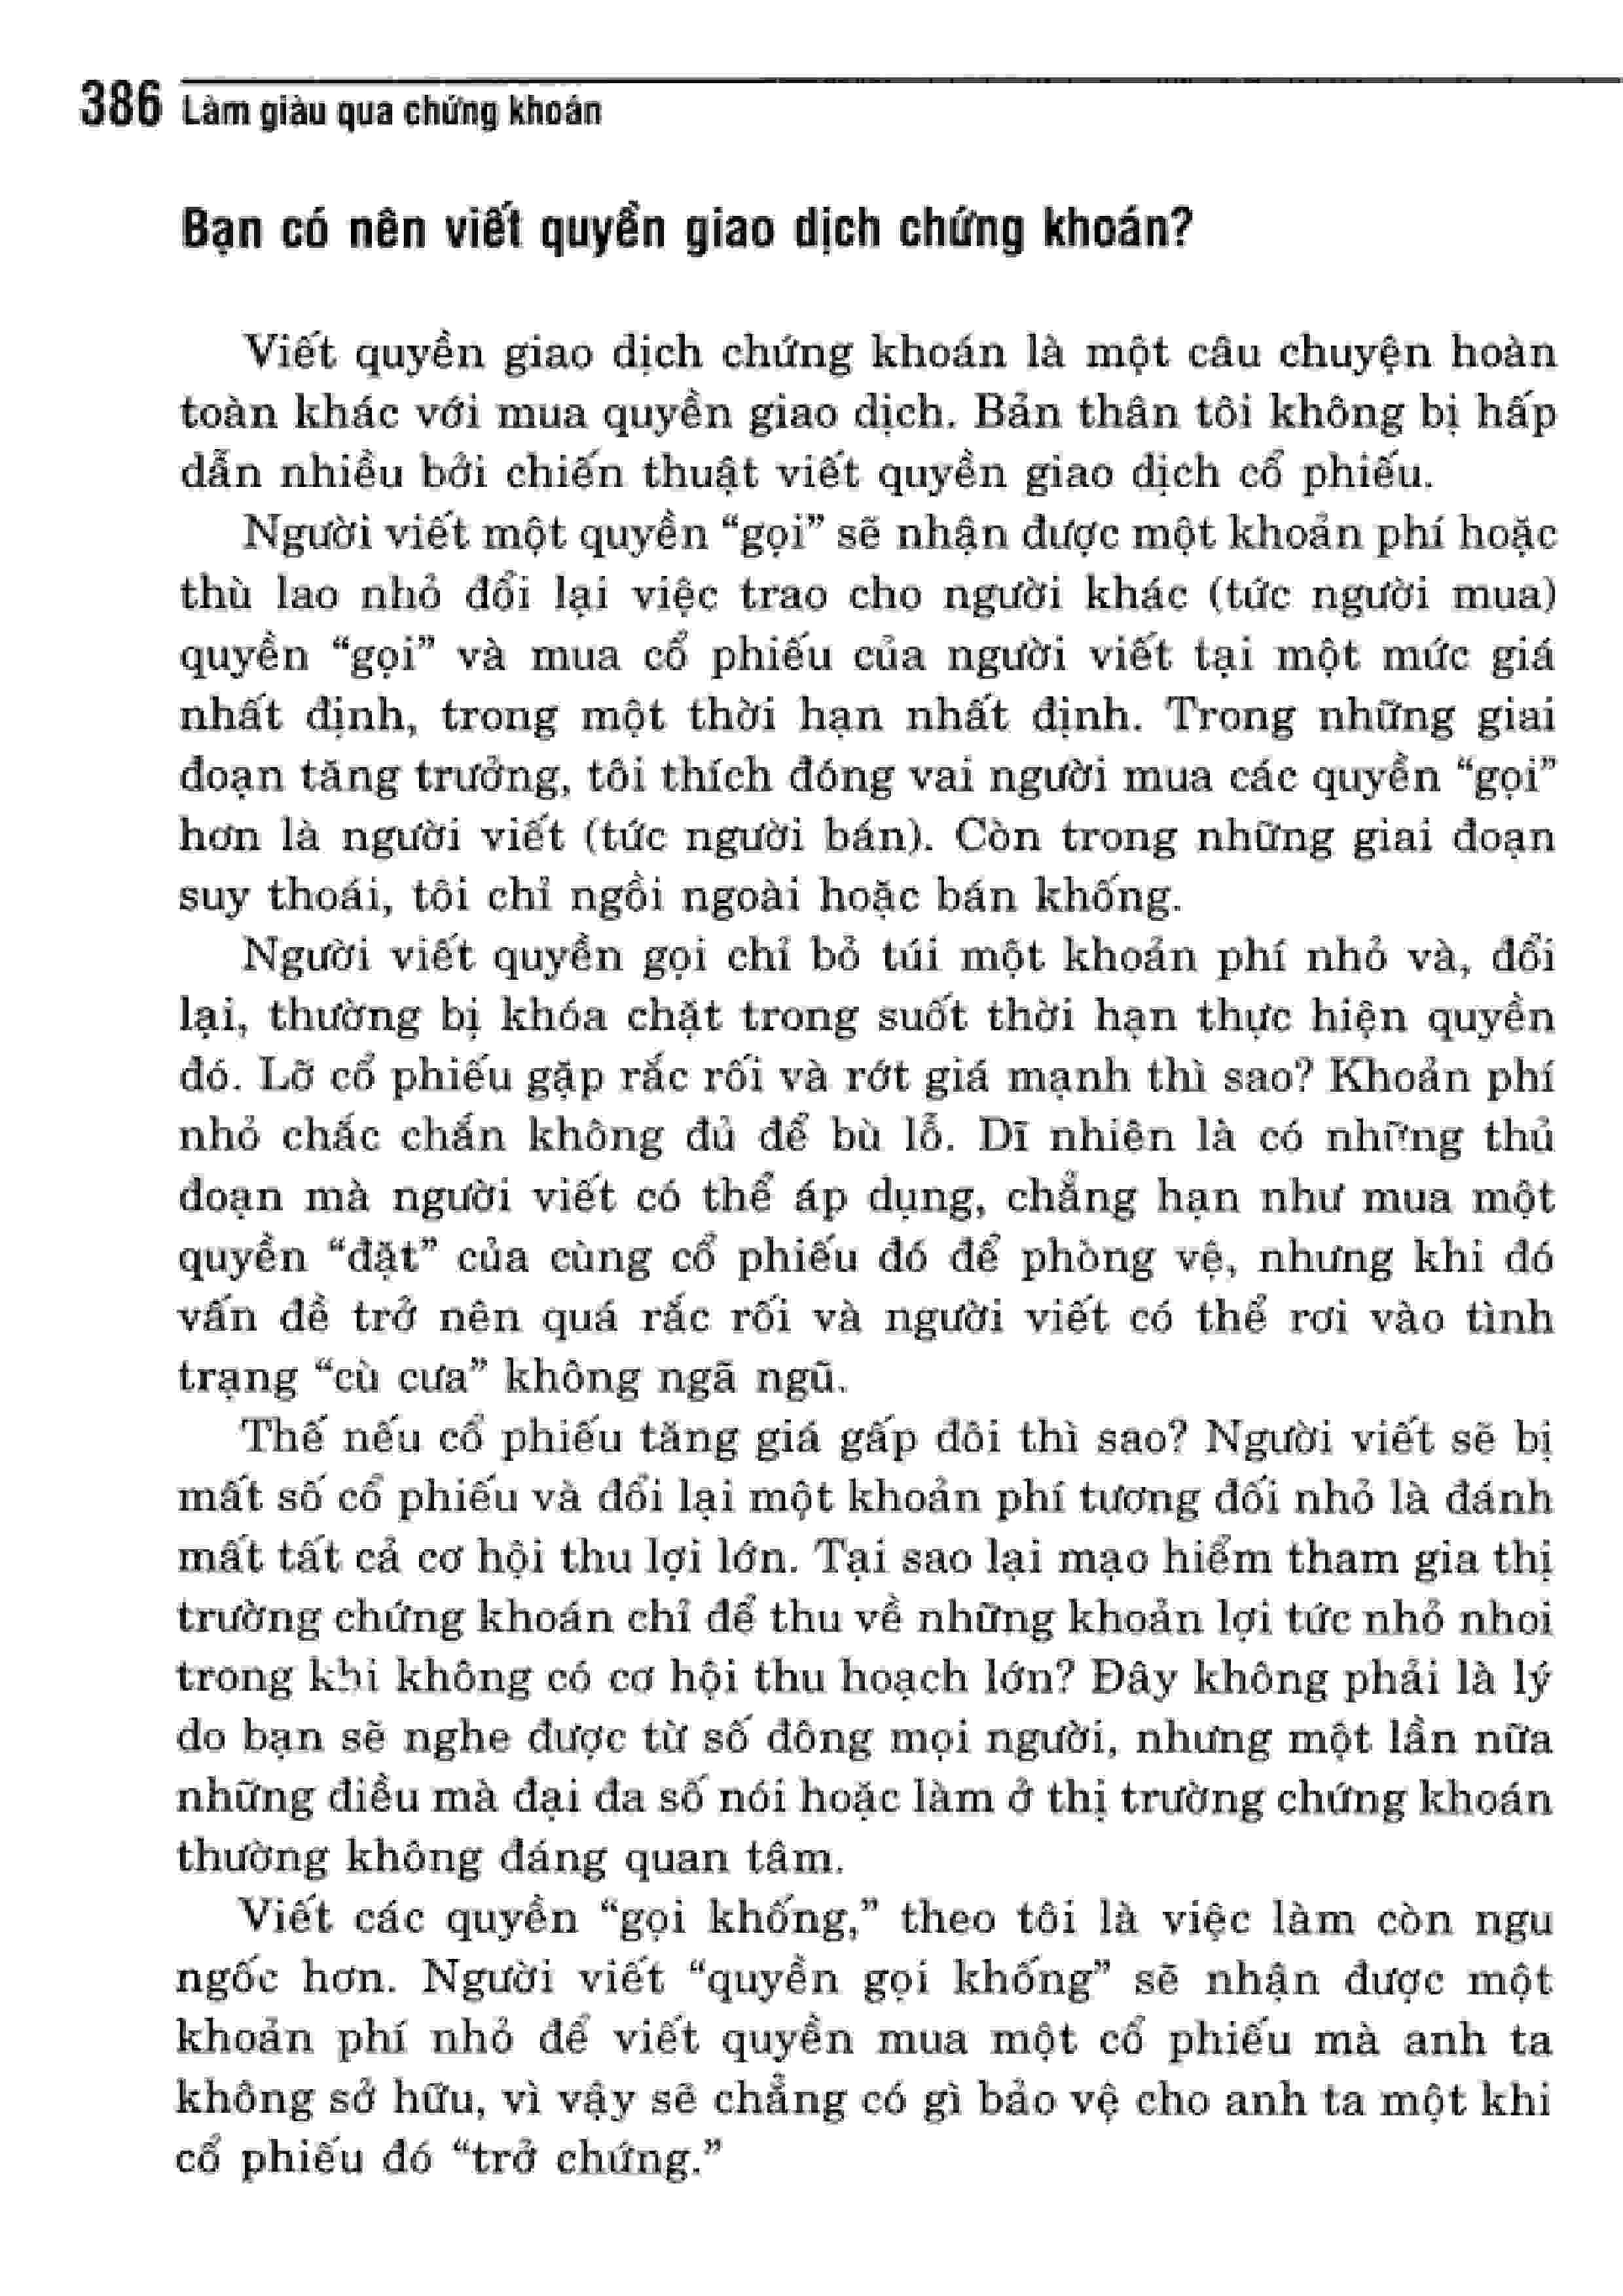 386 Làm giàu qua chứng khoán
Bạn có nên viết quyền giao dịch chứng khoán?
Viết quyền giao dịch chứng khoán là một câu chuyện hoàn
toàn khác với mua quyền giao dịch. Bản thân tôi không bị hấp
dẫn nhiều bởi chiến thuật viết quyền giao dịch cổ phiếu.
Người viết một quyền “gọi” sẽ nhận được một khoản phí hoặc
thù lao nhỏ đổi lại việc trao cho người khác (tức người mua)
quyền “gọi” và mua cổ phiếu của người viết tại một mức giá
nhất định, trong một thời hạn nhất định. Trong những giai
đoạn tăng trưởng, tôi thích đóng vai người mua các quyền “gọi”
hơn là người viết (tức người bán). Còn trong những giai đoạn
suy thoái, tôi chỉ ngồi ngoài hoặc bán khống.
Người viết quyền gọi chỉ bỏ túi một khoản phí nhỏ và, đổi
lại, thường bị khóa chặt trong suốt thời hạn thực hiện quyền
đó. Lỡ cổ phiếu gặp rắc rối và rớt giá mạnh thì sao? Khoản phí
nhỏ chắc chắn không đủ để bù lỗ. Dĩ nhiên là có những thủ
đoạn mà người viết có thể áp dụng, chẳng hạn như mua một
quyền “đặt” của cùng cổ phiếu đó để phòng vệ, nhưng khi đó
vấn đề trở nên quá rắc rối và người viết có thể rơi vào tình
trạng “cù cưa” không ngã ngũ.
Thế nếu cổ phiếu tăng giá gấp đôi thì sao? Người viết sẽ bị
mất số cổ phiếu và đổi lại một khoản phí tương đối nhỏ là đánh
mất tất cả cơ hội thu lợi lớn. Tại sao lại mạo hiểm tham gia thị
trường chứng khoán chỉ để thu về những khoản lợi tức nhỏ nhoi
trong khi không có cơ hội thu hoạch lớn? Đây không phải là lý
do bạn sẽ nghe được từ số đông mọi người, nhưng một lần nữa
những điều mà đại đa số nói hoặc làm ở thị trường chứng khoán
thường không đáng quan tâm.
Viết các quyền “gọi khống,” theo tôi là việc làm còn ngu
ngốc hơn. Người viết “quyền gọi khống” sẽ nhận được một
khoản phí nhỏ để viết quyền mua một cổ phiếu mà anh ta
không sở hữu, vì vậy sẽ chẳng có gì bảo vệ cho anh ta một khi
cổ phiếu đó “trở chứng.”